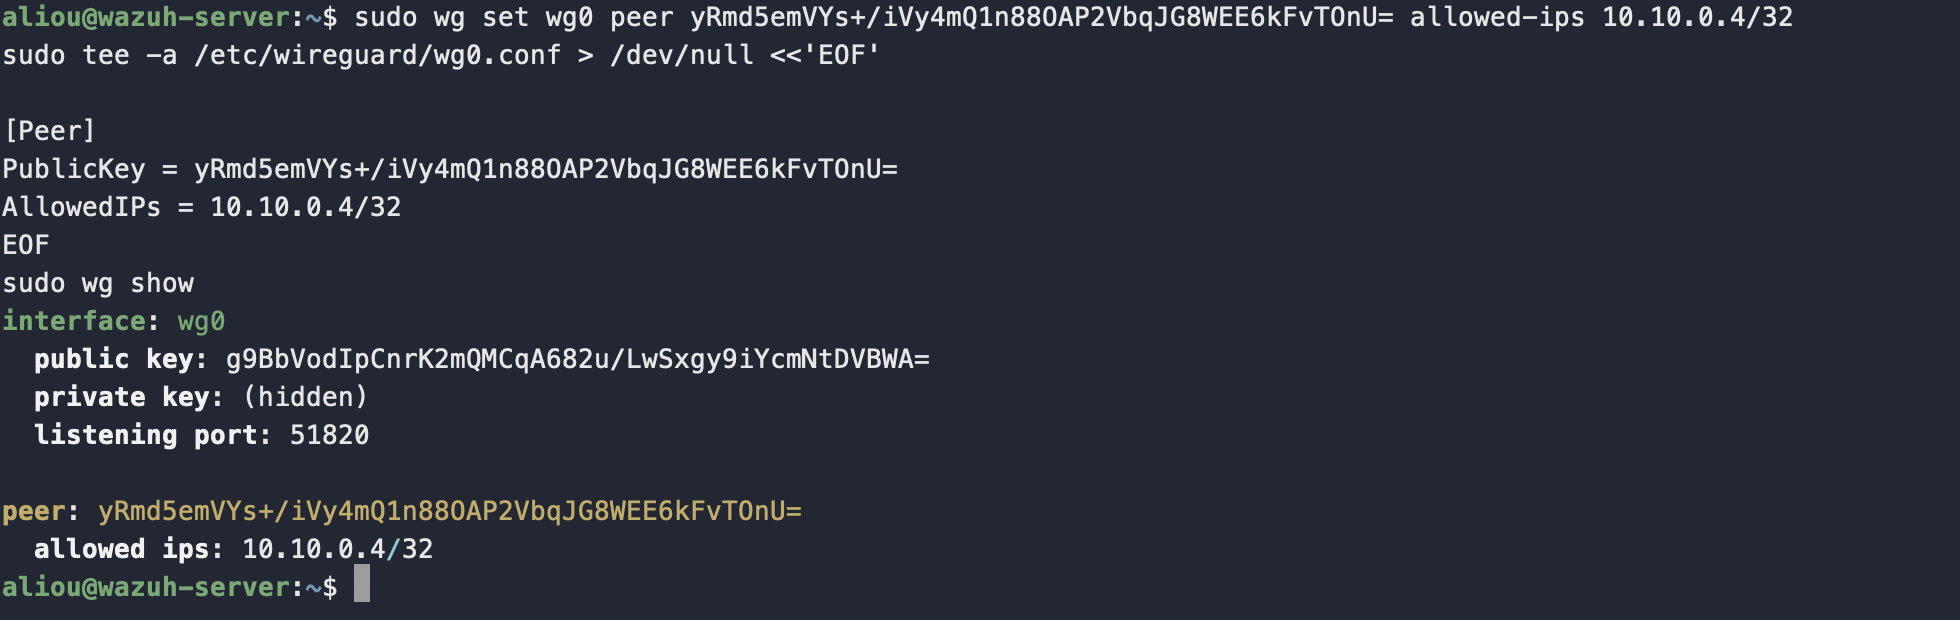 aliou@wazuh-server:~$ sudo wg set wg0 peer yRmd5emVYs+/iVy4mQ1n88OAP2VbqJG8WEE6kFvTOnU= allowed-ips 10.10.0.4/32
sudo tee -a /etc/wireguard/wg0.conf > /dev/null <<'EOF'

[Peer]
PublicKey = yRmd5emVYs+/iVy4mQ1n88OAP2VbqJG8WEE6kFvTOnU=
AllowedIPs = 10.10.0.4/32
EOF
sudo wg show
interface: wg0
  public key: g9BbVodIpCnrK2mQMCqA682u/LwSxgy9iYcmNtDVBWA=
  private key: (hidden)
  listening port: 51820

peer: yRmd5emVYs+/iVy4mQ1n88OAP2VbqJG8WEE6kFvTOnU=
  allowed ips: 10.10.0.4/32
aliou@wazuh-server:~$